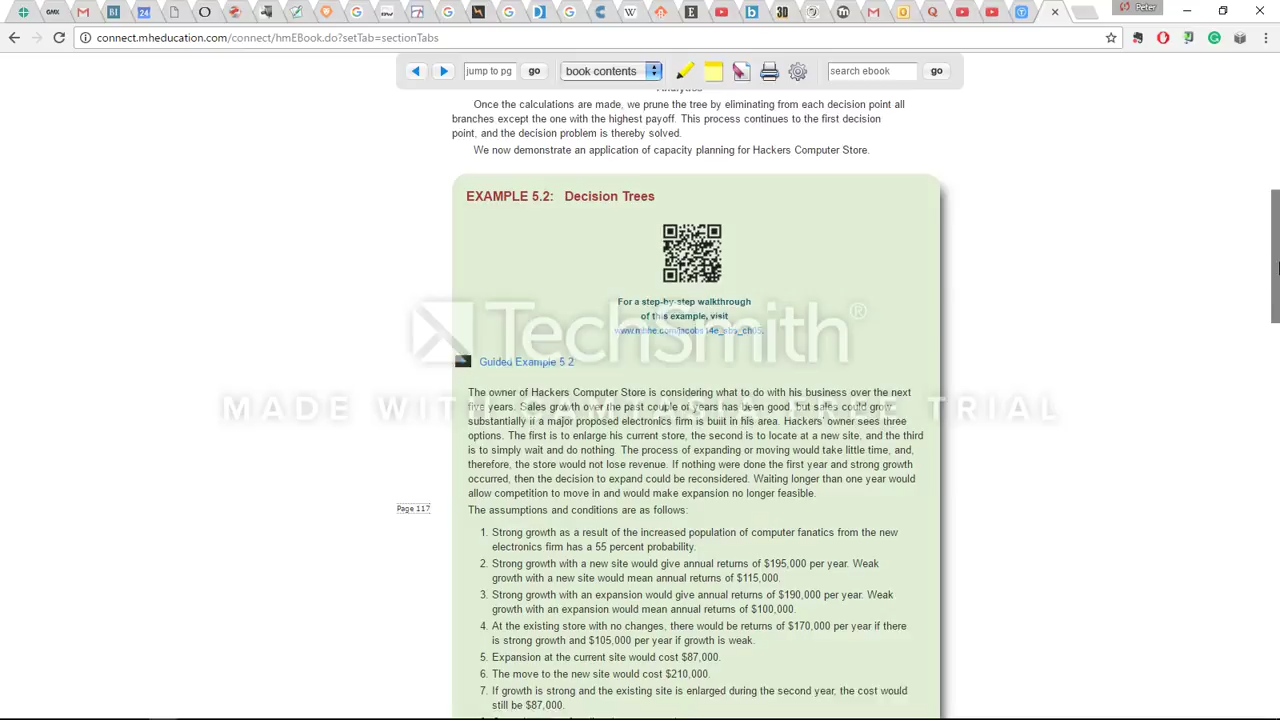 Peter
connect.mheducation.com/connect/hmEBook.do?setTab=sectionTabs
jump to pg go book contents search ebook go
Once the calculations are made, we prune the tree by eliminating from each decision point all
branches except the one with the highest payoff. This process continues to the first decision
point, and the decision problem is thereby solved.
We now demonstrate an application of capacity planning for Hackers Computer Store.
EXAMPLE 5.2: Decision Trees
For a step-by-step walkthrough
of this example, visit
www.mhhe.com/jacobs14e_sbs_ch05.
TechSmith®
Guided Example 5.2
MADE WITH CAMTASIA FREE TRIAL
The owner of Hackers Computer Store is considering what to do with his business over the next
five years. Sales growth over the past couple of years has been good, but sales could grow
substantially if a major proposed electronics firm is built in his area. Hackers' owner sees three
options. The first is to enlarge his current store, the second is to locate at a new site, and the third
is to simply wait and do nothing. The process of expanding or moving would take little time, and,
therefore, the store would not lose revenue. If nothing were done the first year and strong growth
occurred, then the decision to expand could be reconsidered. Waiting longer than one year would
allow competition to move in and would make expansion no longer feasible.
Page 117
The assumptions and conditions are as follows:
1. Strong growth as a result of the increased population of computer fanatics from the new
electronics firm has a 55 percent probability.
2. Strong growth with a new site would give annual returns of $195,000 per year. Weak
growth with a new site would mean annual returns of $115,000.
3. Strong growth with an expansion would give annual returns of $190,000 per year. Weak
growth with an expansion would mean annual returns of $100,000.
4. At the existing store with no changes, there would be returns of $170,000 per year if there
is strong growth and $105,000 per year if growth is weak.
5. Expansion at the current site would cost $87,000.
6. The move to the new site would cost $210,000.
7. If growth is strong and the existing site is enlarged during the second year, the cost would
still be $87,000.